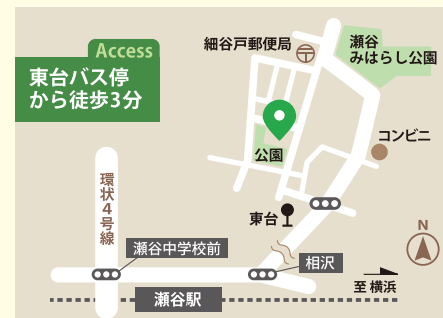 Access
東台バス停
から徒歩3分
細谷戸郵便局
瀬谷
みはらし公園
公園
コンビニ
環状4号線
東台
瀬谷中学校前
相沢
N
至 横浜
瀬谷駅